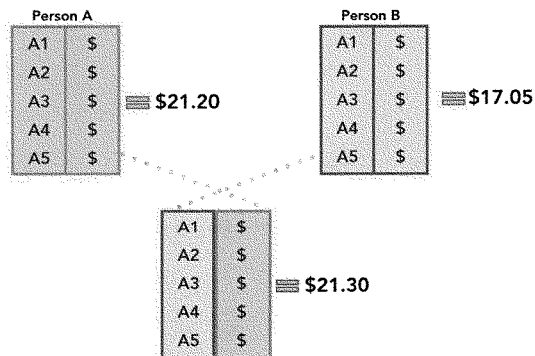 Person A
A1 $
A2 $
A3 $
A4 $
A5 $
= $21.20
Person B
A1 $
A2 $
A3 $
A4 $
A5 $
= $17.05
A1 $
A2 $
A3 $
A4 $
A5 $
= $21.30